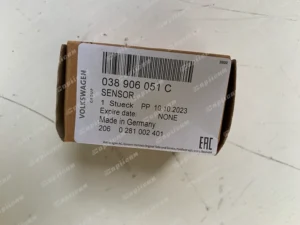 VOLKSWAGEN
GROUP
038 906 051 C
SENSOR
1 Stueck PP 10.10.2023
Expire date: NONE
Made in Germany
206 0 281 002 401
EAC